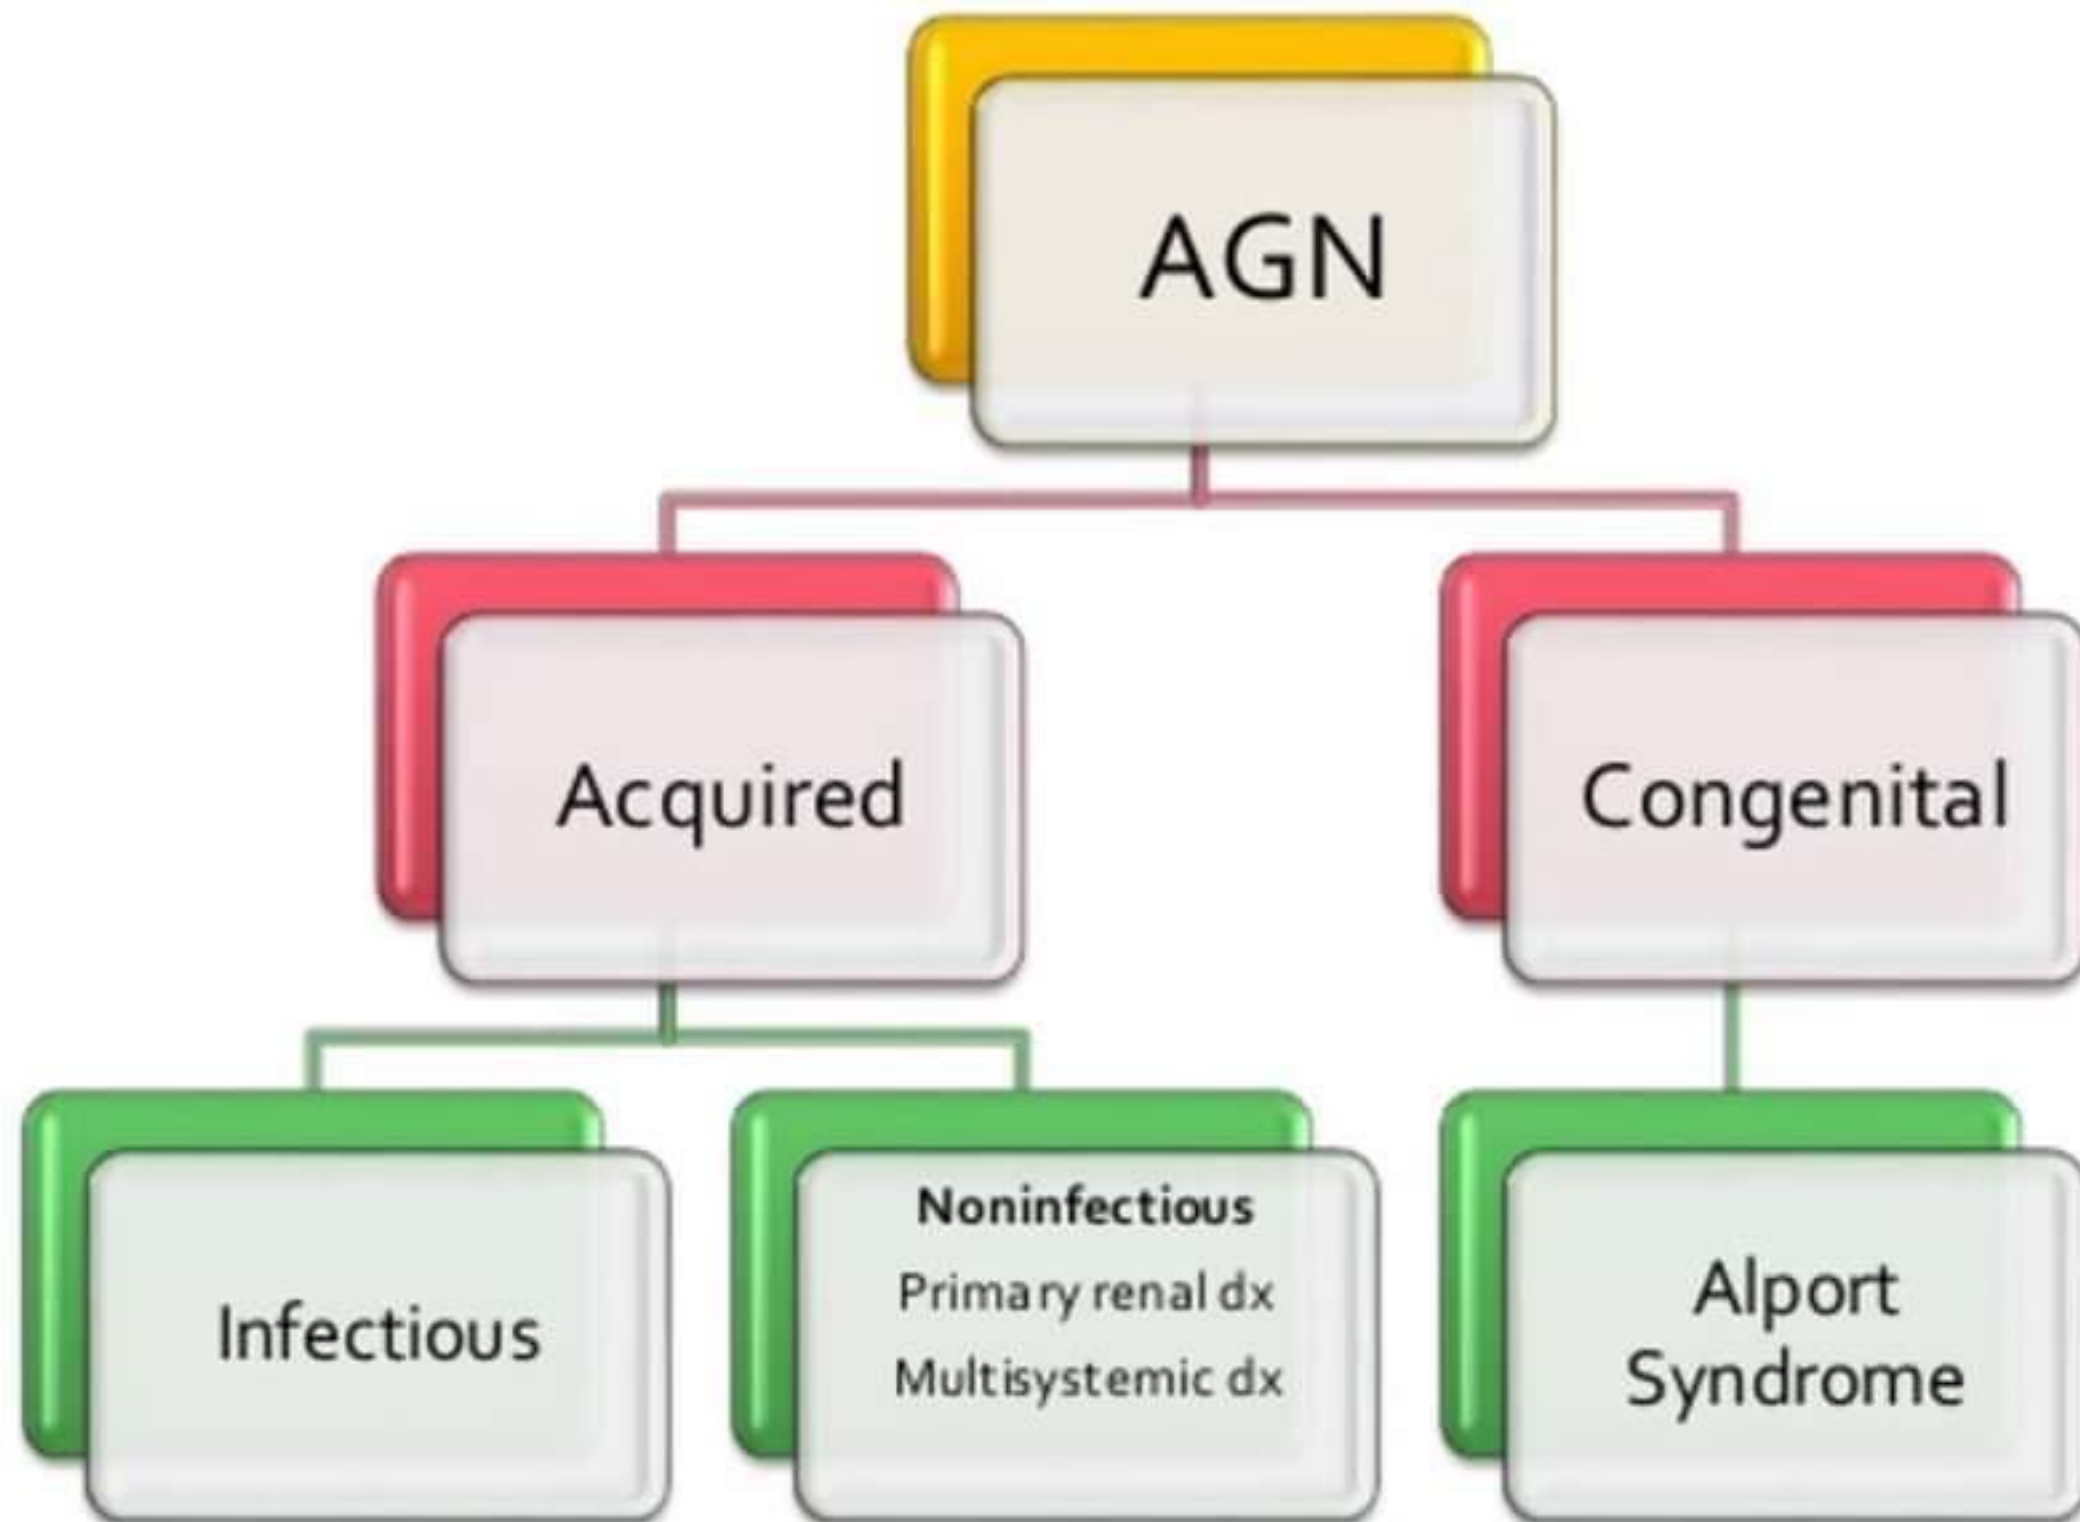 AGN
Acquired
Congenital
Infectious
Noninfectious
Primary renal dx
Multisystemic dx
Alport
Syndrome